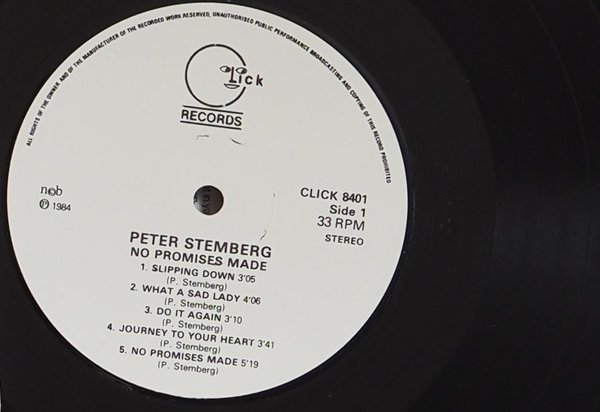 ALL RIGHTS OF THE OWNER AND OF THE MANUFACTURER OF THE RECORDED WORK RESERVED, UNAUTHORISED PUBLIC PERFORMANCE BROADCASTING AND COPYING OF THIS RECORD PROHIBITED
Click
RECORDS
ncb
℗ 1984
CLICK 8401
Side 1
33 RPM
STEREO
PETER STEMBERG
NO PROMISES MADE
1. SLIPPING DOWN 3'05
(P. Stemberg)
2. WHAT A SAD LADY 4'06
(P. Stemberg)
3. DO IT AGAIN 3'10
(P. Stemberg)
4. JOURNEY TO YOUR HEART 3'41
(P. Stemberg)
5. NO PROMISES MADE 5'19
(P. Stemberg)